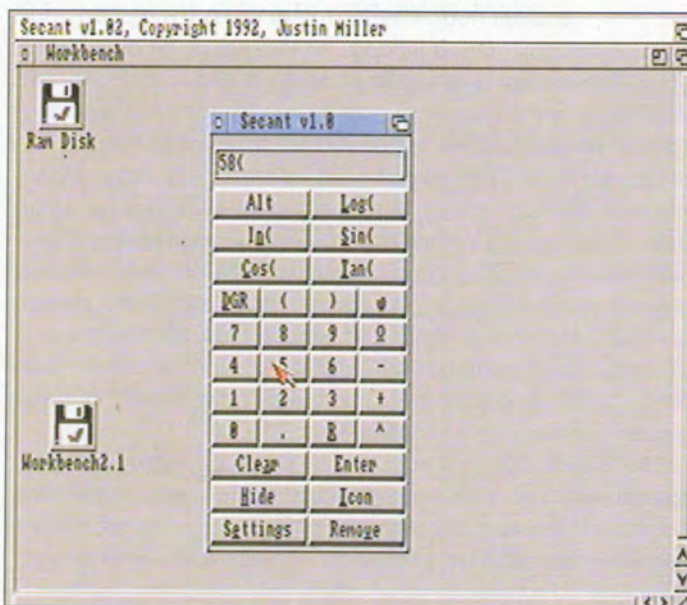 Secant v1.02, Copyright 1992, Justin Miller
Workbench
Ram Disk
Secant v1.0
58(
Alt Log(
In( Sin(
Cos( Tan(
DGR ( ) φ
7 8 9 Ω
4 5 6 -
1 2 3 +
0 . R ^
Clear Enter
Hide Icon
Settings Remove
Workbench2.1